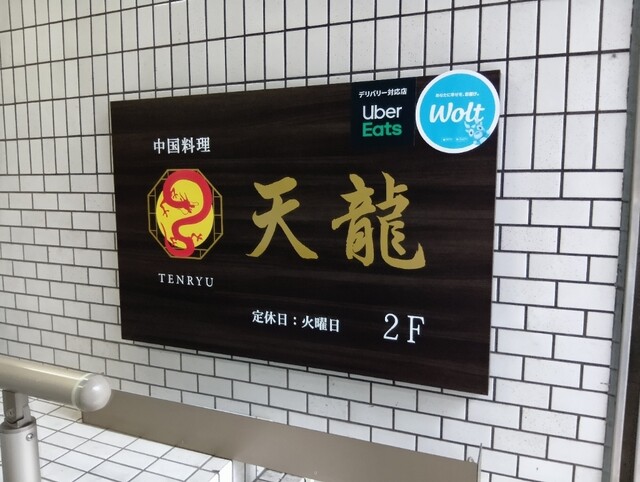 デリバリー対応店
Uber
Eats
Wolt
中国料理
天龍
TENRYU
定休日：火曜日
2F